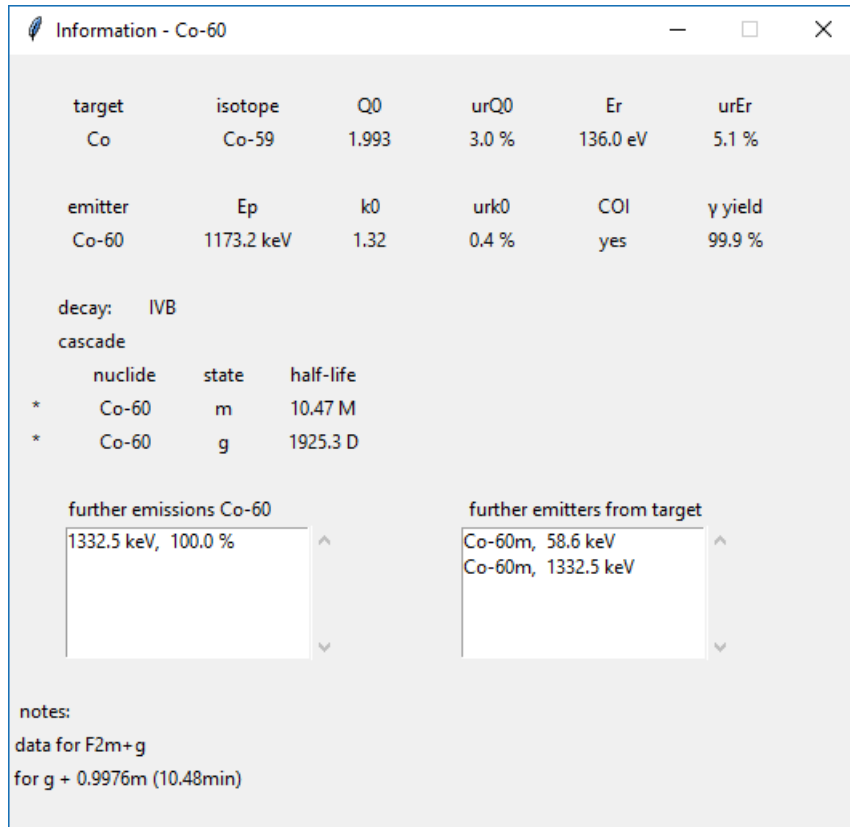 Information - Co-60
target isotope Q0 urQ0 Er urEr
Co Co-59 1.993 3.0 % 136.0 eV 5.1 %
emitter Ep k0 urk0 COI γ yield
Co-60 1173.2 keV 1.32 0.4 % yes 99.9 %
decay: IVB
cascade
nuclide state half-life
* Co-60 m 10.47 M
* Co-60 g 1925.3 D
further emissions Co-60 further emitters from target
1332.5 keV, 100.0 % Co-60m, 58.6 keV
Co-60m, 1332.5 keV
notes:
data for F2m+g
for g + 0.9976m (10.48min)